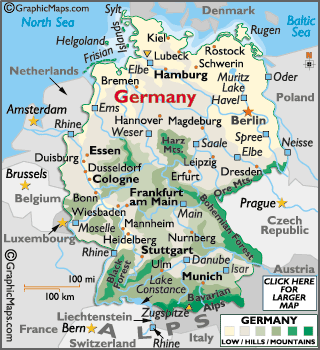 © GraphicMaps.com
GraphicMaps.com
Sylt
Denmark
Rugen
Baltic
Sea
North Sea
Helgoland
Frisian
Islands
Kiel
Lubeck
Rostock
Schwerin
Elbe
Hamburg
Muritz
Lake
Oder
Netherlands
Bremen
Havel
Poland
Germany
Amsterdam
Ems
Hannover
Magdeburg
Berlin
Rhine
Weser
Spree
Elbe
Neisse
Duisburg
Essen
Harz
Mts.
Saale
Leipzig
Dusseldorf
Cologne
Erfurt
Dresden
Brussels
Ore Mts.
Belgium
Bonn
Frankfurt
am Main
Prague
Wiesbaden
Main
Czech
Republic
Moselle
Mannheim
Bohemian Forest
Luxembourg
Heidelberg
Nurnberg
Rhine
Stuttgart
Danube
100 mi
100 km
Black
Forest
Ulm
Isar
Munich
Austria
Lake
Constance
CLICK HERE
FOR
LARGER
MAP
Zugspitze
Bavarian
Alps
Liechtenstein
France
Bern
ALPS
Rhine
Switzerland
GERMANY
LOW / HILLS / MOUNTAINS
GraphicMaps.com